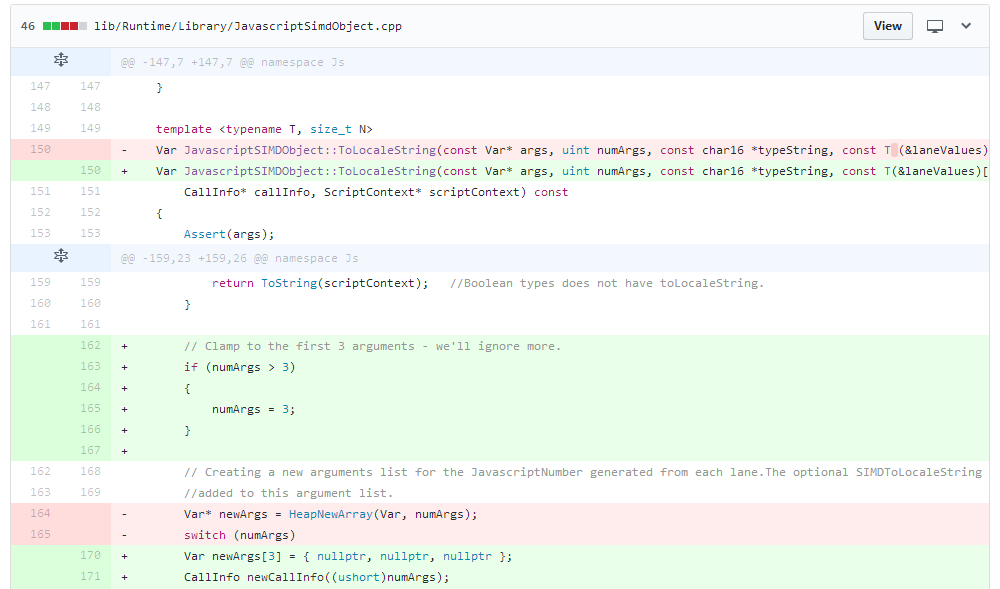 46 lib/Runtime/Library/JavascriptSimdObject.cpp View
@@ -147,7 +147,7 @@ namespace Js
147 147 }
148 148
149 149 template <typename T, size_t N>
150 - Var JavascriptSIMDObject::ToLocaleString(const Var* args, uint numArgs, const char16 *typeString, const T (&laneValues)
150 + Var JavascriptSIMDObject::ToLocaleString(const Var* args, uint numArgs, const char16 *typeString, const T(&laneValues)[
151 151 CallInfo* callInfo, ScriptContext* scriptContext) const
152 152 {
153 153 Assert(args);
@@ -159,23 +159,26 @@ namespace Js
159 159 return ToString(scriptContext); //Boolean types does not have toLocaleString.
160 160 }
161 161
162 + // Clamp to the first 3 arguments - we'll ignore more.
163 + if (numArgs > 3)
164 + {
165 + numArgs = 3;
166 + }
167 +
162 168 // Creating a new arguments list for the JavascriptNumber generated from each lane.The optional SIMDToLocaleString
163 169 //added to this argument list.
164 - Var* newArgs = HeapNewArray(Var, numArgs);
165 - switch (numArgs)
170 + Var newArgs[3] = { nullptr, nullptr, nullptr };
171 + CallInfo newCallInfo((ushort)numArgs);